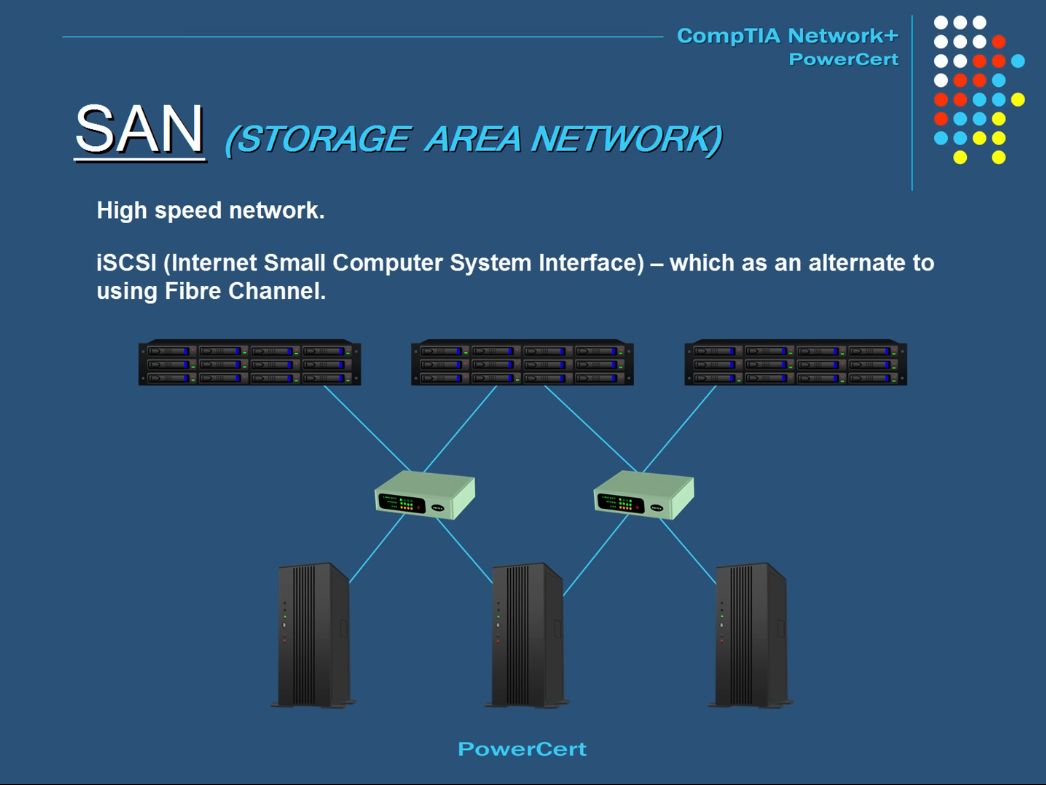 CompTIA Network+
PowerCert
SAN (STORAGE AREA NETWORK)
High speed network.
iSCSI (Internet Small Computer System Interface) – which as an alternate to
using Fibre Channel.
PowerCert